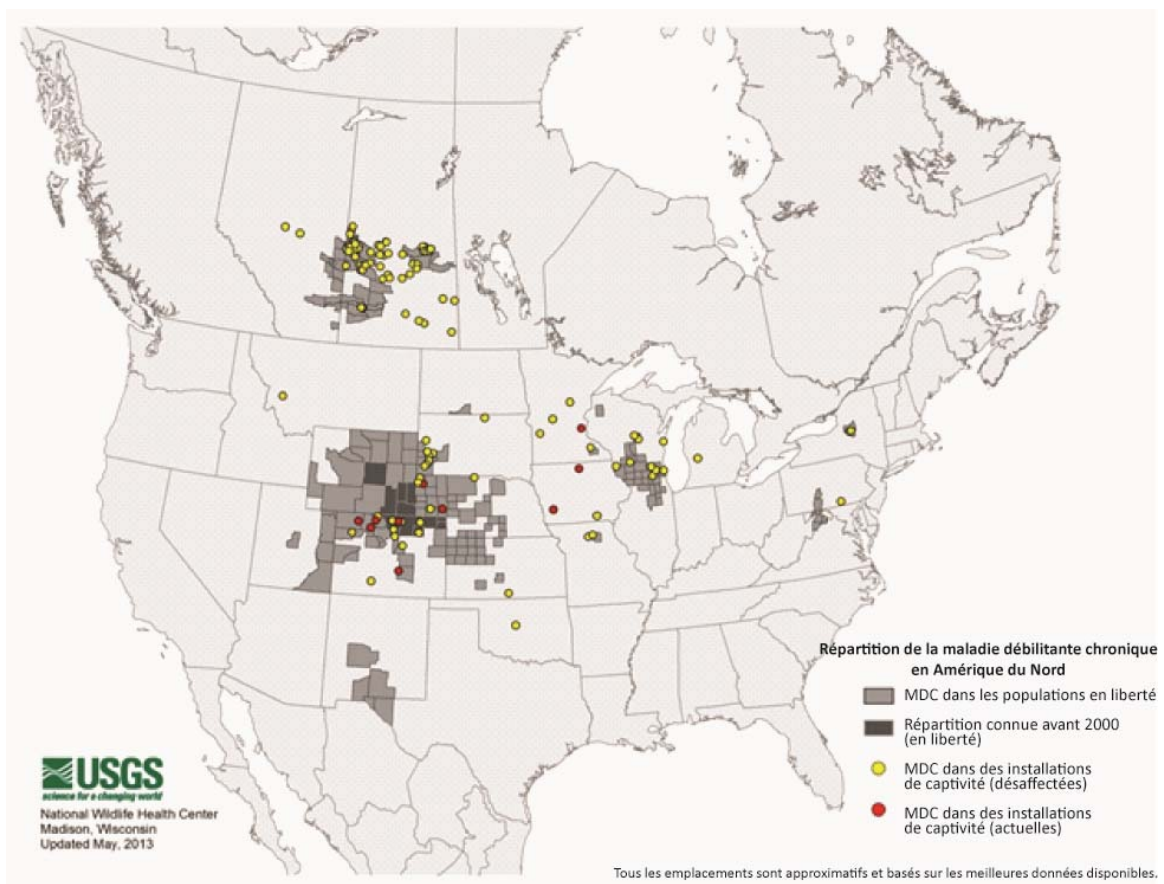 Répartition de la maladie débilitante chronique
en Amérique du Nord
MDC dans les populations en liberté
Répartition connue avant 2000
(en liberté)
MDC dans des installations
de captivité (désaffectées)
MDC dans des installations
de captivité (actuelles)
USGS
science for a changing world
National Wildlife Health Center
Madison, Wisconsin
Updated May, 2013
Tous les emplacements sont approximatifs et basés sur les meilleures données disponibles.